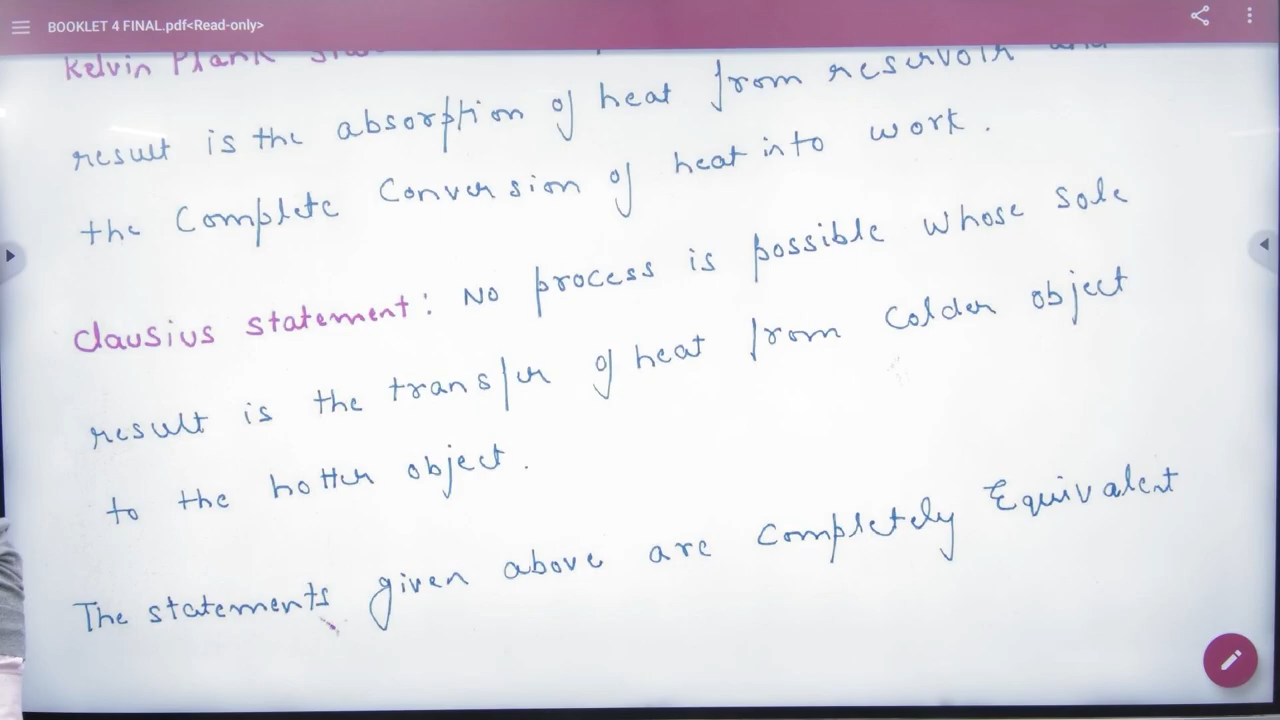 BOOKLET 4 FINAL.pdf<Read-only>
Kelvin Plank
result is the absorption of heat from reservoir and
the Complete Conversion of heat into work.
Clausius statement: No process is possible whose sole
result is the transfer of heat from Colder object
to the hotter object.
The statements given above are Completely Equivalent